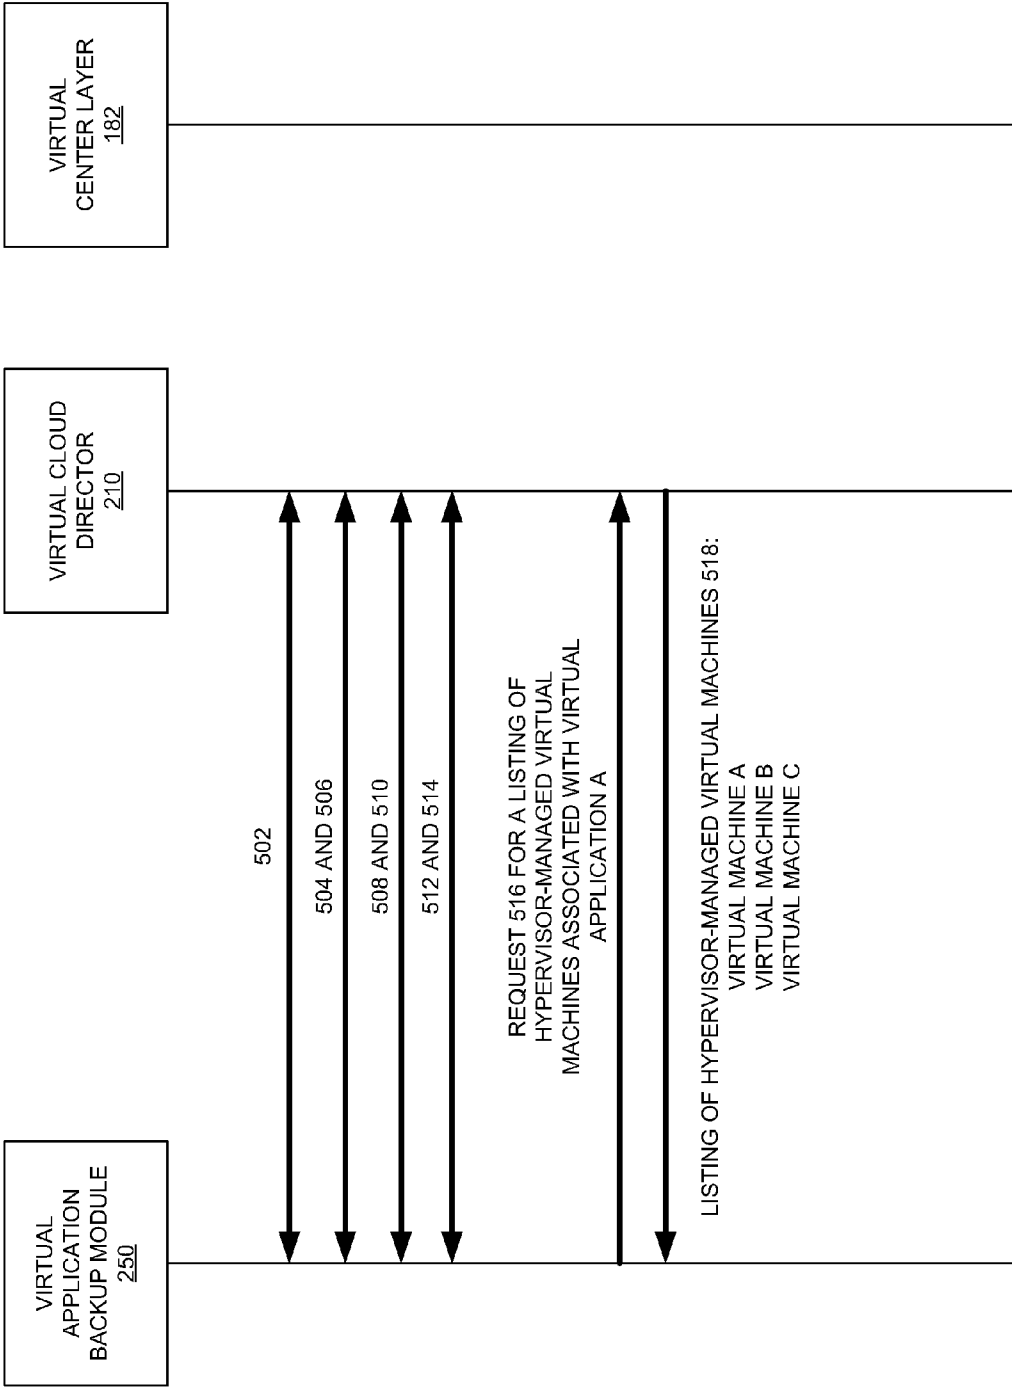 VIRTUAL
APPLICATION
BACKUP MODULE
250
VIRTUAL CLOUD
DIRECTOR
210
VIRTUAL
CENTER LAYER
182
502
504 AND 506
508 AND 510
512 AND 514
REQUEST 516 FOR A LISTING OF
HYPERVISOR-MANAGED VIRTUAL
MACHINES ASSOCIATED WITH VIRTUAL
APPLICATION A
LISTING OF HYPERVISOR-MANAGED VIRTUAL MACHINES 518:
VIRTUAL MACHINE A
VIRTUAL MACHINE B
VIRTUAL MACHINE C